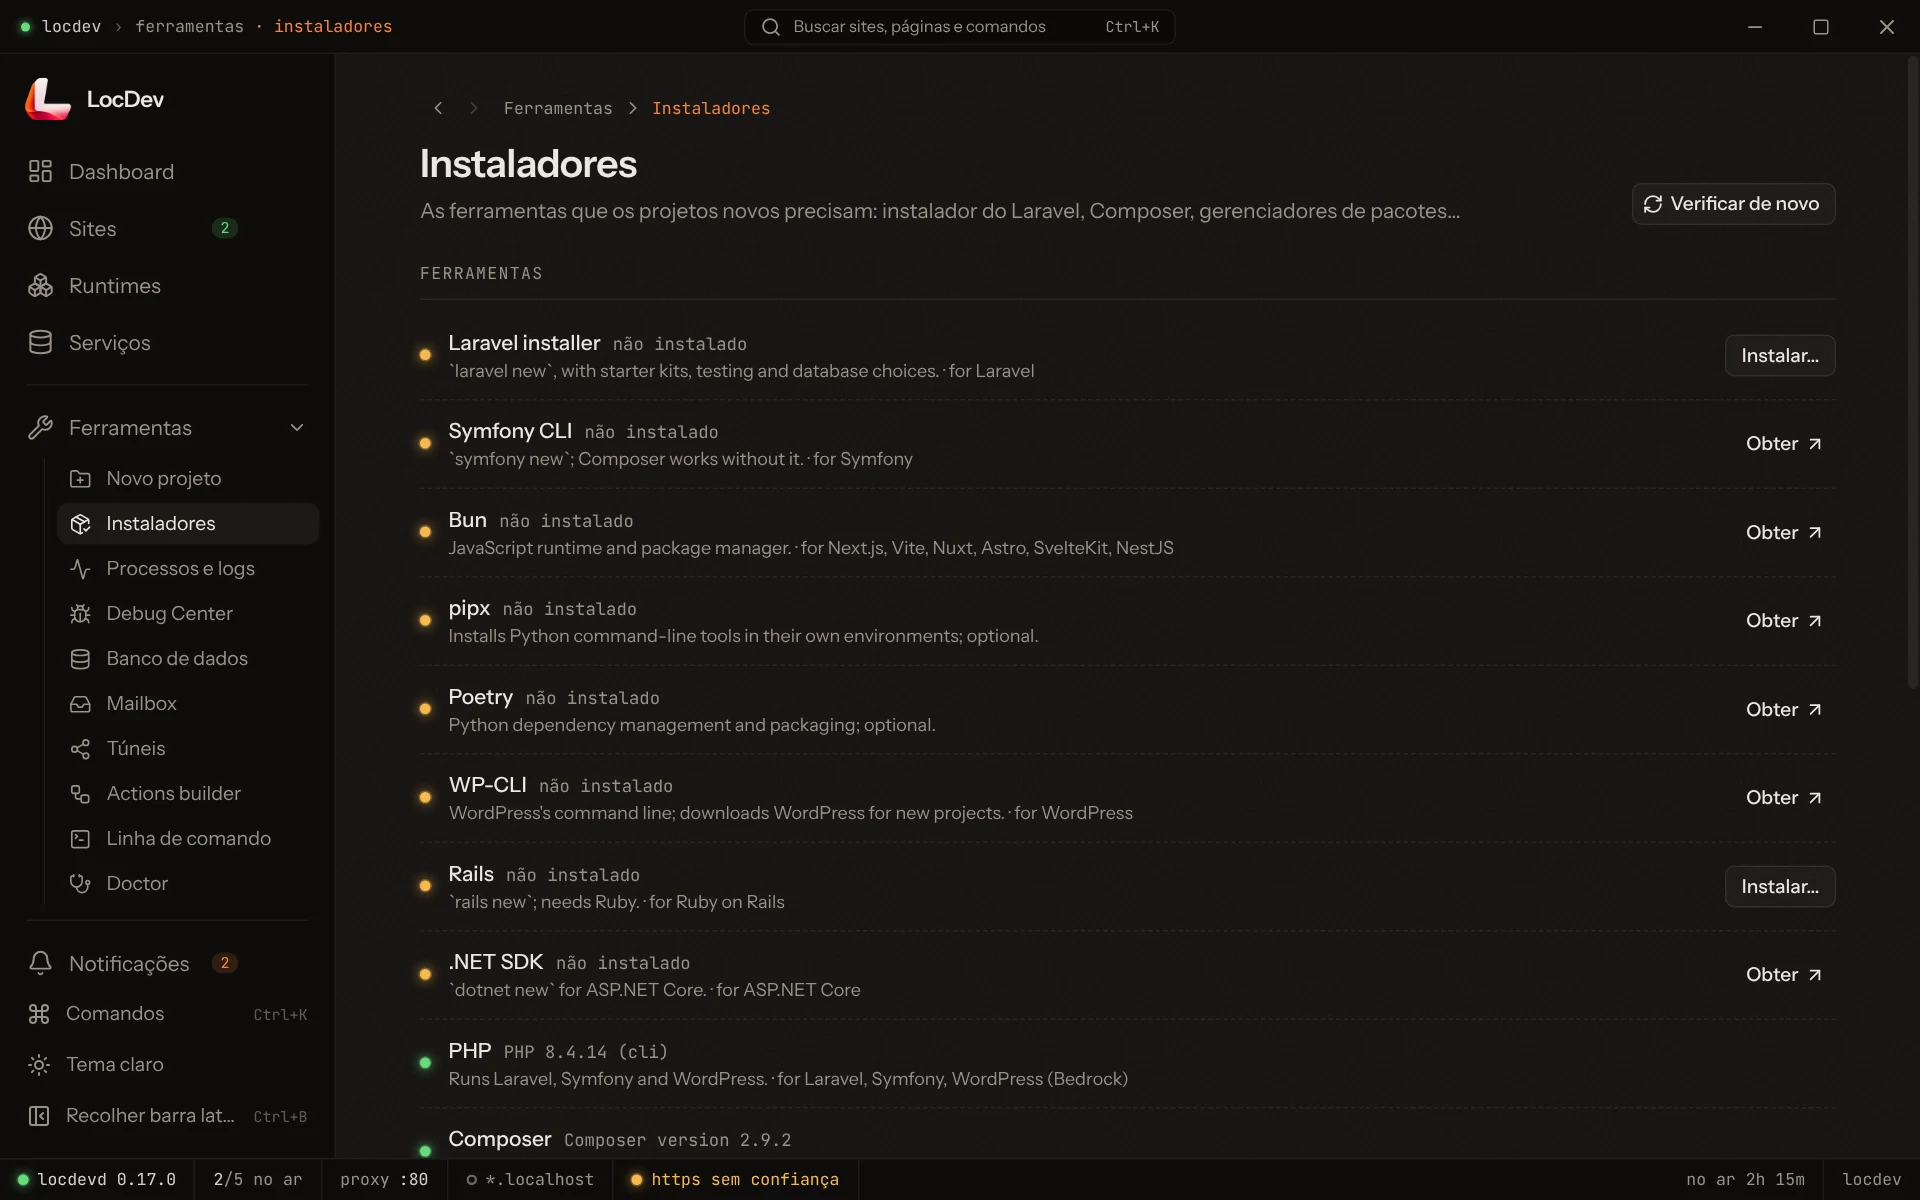 locdev › ferramentas · instaladores
Buscar sites, páginas e comandos Ctrl+K
LocDev
Dashboard
Sites 2
Runtimes
Serviços
Ferramentas
Novo projeto
Instaladores
Processos e logs
Debug Center
Banco de dados
Mailbox
Túneis
Actions builder
Linha de comando
Doctor
Notificações 2
Comandos Ctrl+K
Tema claro
Recolher barra lat... Ctrl+B
Ferramentas > Instaladores
Instaladores
As ferramentas que os projetos novos precisam: instalador do Laravel, Composer, gerenciadores de pacotes...
Verificar de novo
FERRAMENTAS
Laravel installer não instalado
`laravel new`, with starter kits, testing and database choices. · for Laravel
Instalar...
Symfony CLI não instalado
`symfony new`; Composer works without it. · for Symfony
Obter
Bun não instalado
JavaScript runtime and package manager. · for Next.js, Vite, Nuxt, Astro, SvelteKit, NestJS
Obter
pipx não instalado
Installs Python command-line tools in their own environments; optional.
Obter
Poetry não instalado
Python dependency management and packaging; optional.
Obter
WP-CLI não instalado
WordPress's command line; downloads WordPress for new projects. · for WordPress
Obter
Rails não instalado
`rails new`; needs Ruby. · for Ruby on Rails
Instalar...
.NET SDK não instalado
`dotnet new` for ASP.NET Core. · for ASP.NET Core
Obter
PHP PHP 8.4.14 (cli)
Runs Laravel, Symfony and WordPress. · for Laravel, Symfony, WordPress (Bedrock)
Composer Composer version 2.9.2
locdevd 0.17.0
2/5 no ar
proxy :80
*.localhost
https sem confiança
no ar 2h 15m
locdev